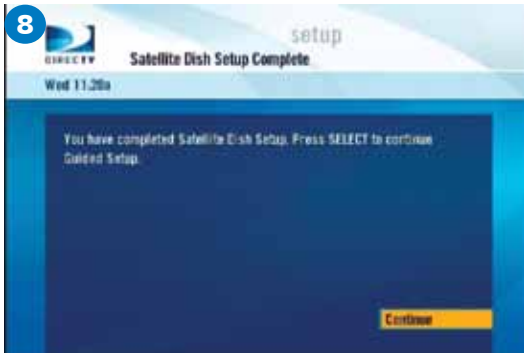 8
setup
DIRECTV
Satellite Dish Setup Complete
Wed 11:20a
You have completed Satellite Dish Setup. Press SELECT to continue
Guided Setup.
Continue